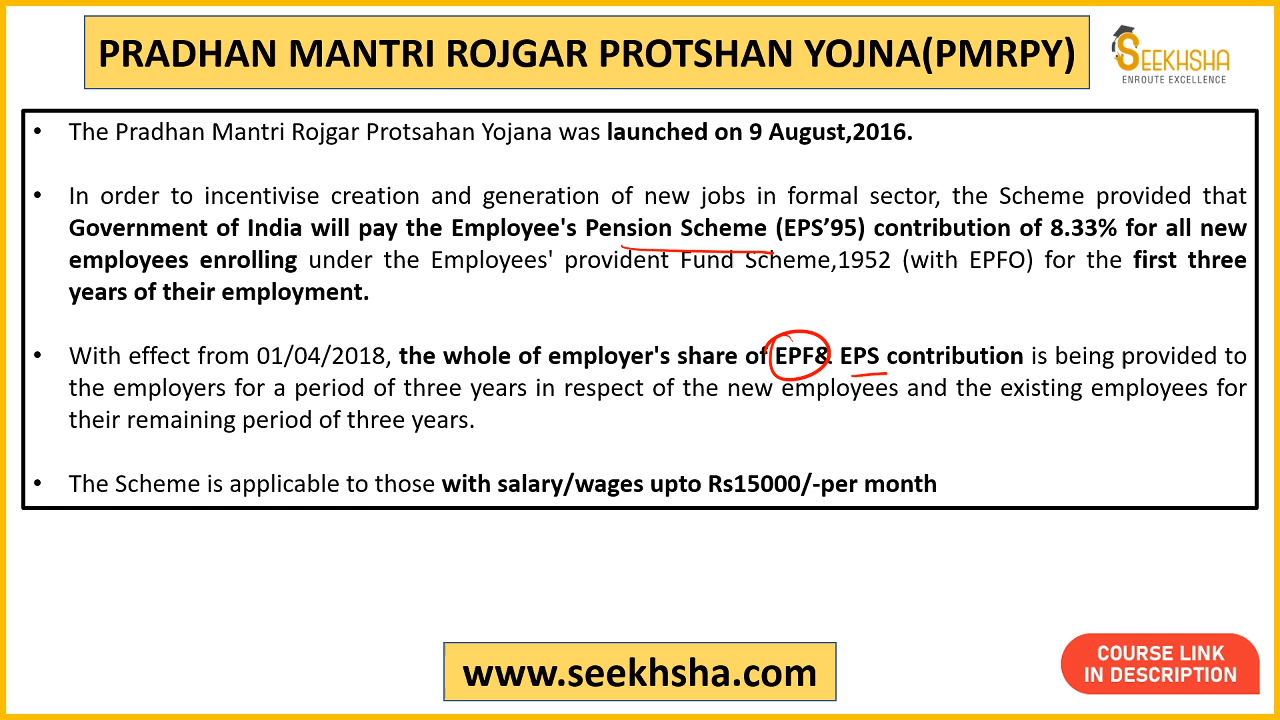 PRADHAN MANTRI ROJGAR PROTSHAN YOJNA(PMRPY)
SEEKHSHA
ENROUTE EXCELLENCE
• The Pradhan Mantri Rojgar Protsahan Yojana was launched on 9 August,2016.
• In order to incentivise creation and generation of new jobs in formal sector, the Scheme provided that
Government of India will pay the Employee's Pension Scheme (EPS’95) contribution of 8.33% for all new
employees enrolling under the Employees' provident Fund Scheme,1952 (with EPFO) for the first three
years of their employment.
• With effect from 01/04/2018, the whole of employer's share of EPF& EPS contribution is being provided to
the employers for a period of three years in respect of the new employees and the existing employees for
their remaining period of three years.
• The Scheme is applicable to those with salary/wages upto Rs15000/-per month
www.seekhsha.com
COURSE LINK
IN DESCRIPTION